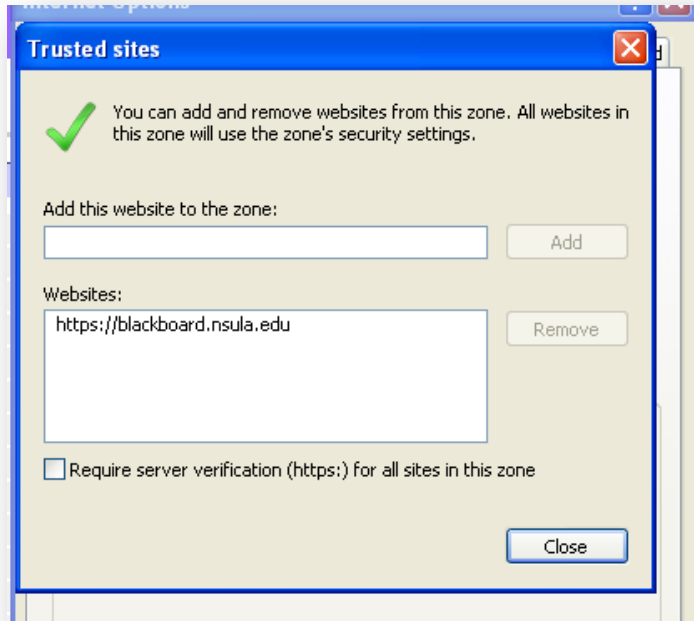 Internet Options
Trusted sites
You can add and remove websites from this zone. All websites in
this zone will use the zone's security settings.
Add this website to the zone:
Add
Websites:
https://blackboard.nsula.edu
Remove
Require server verification (https:) for all sites in this zone
Close